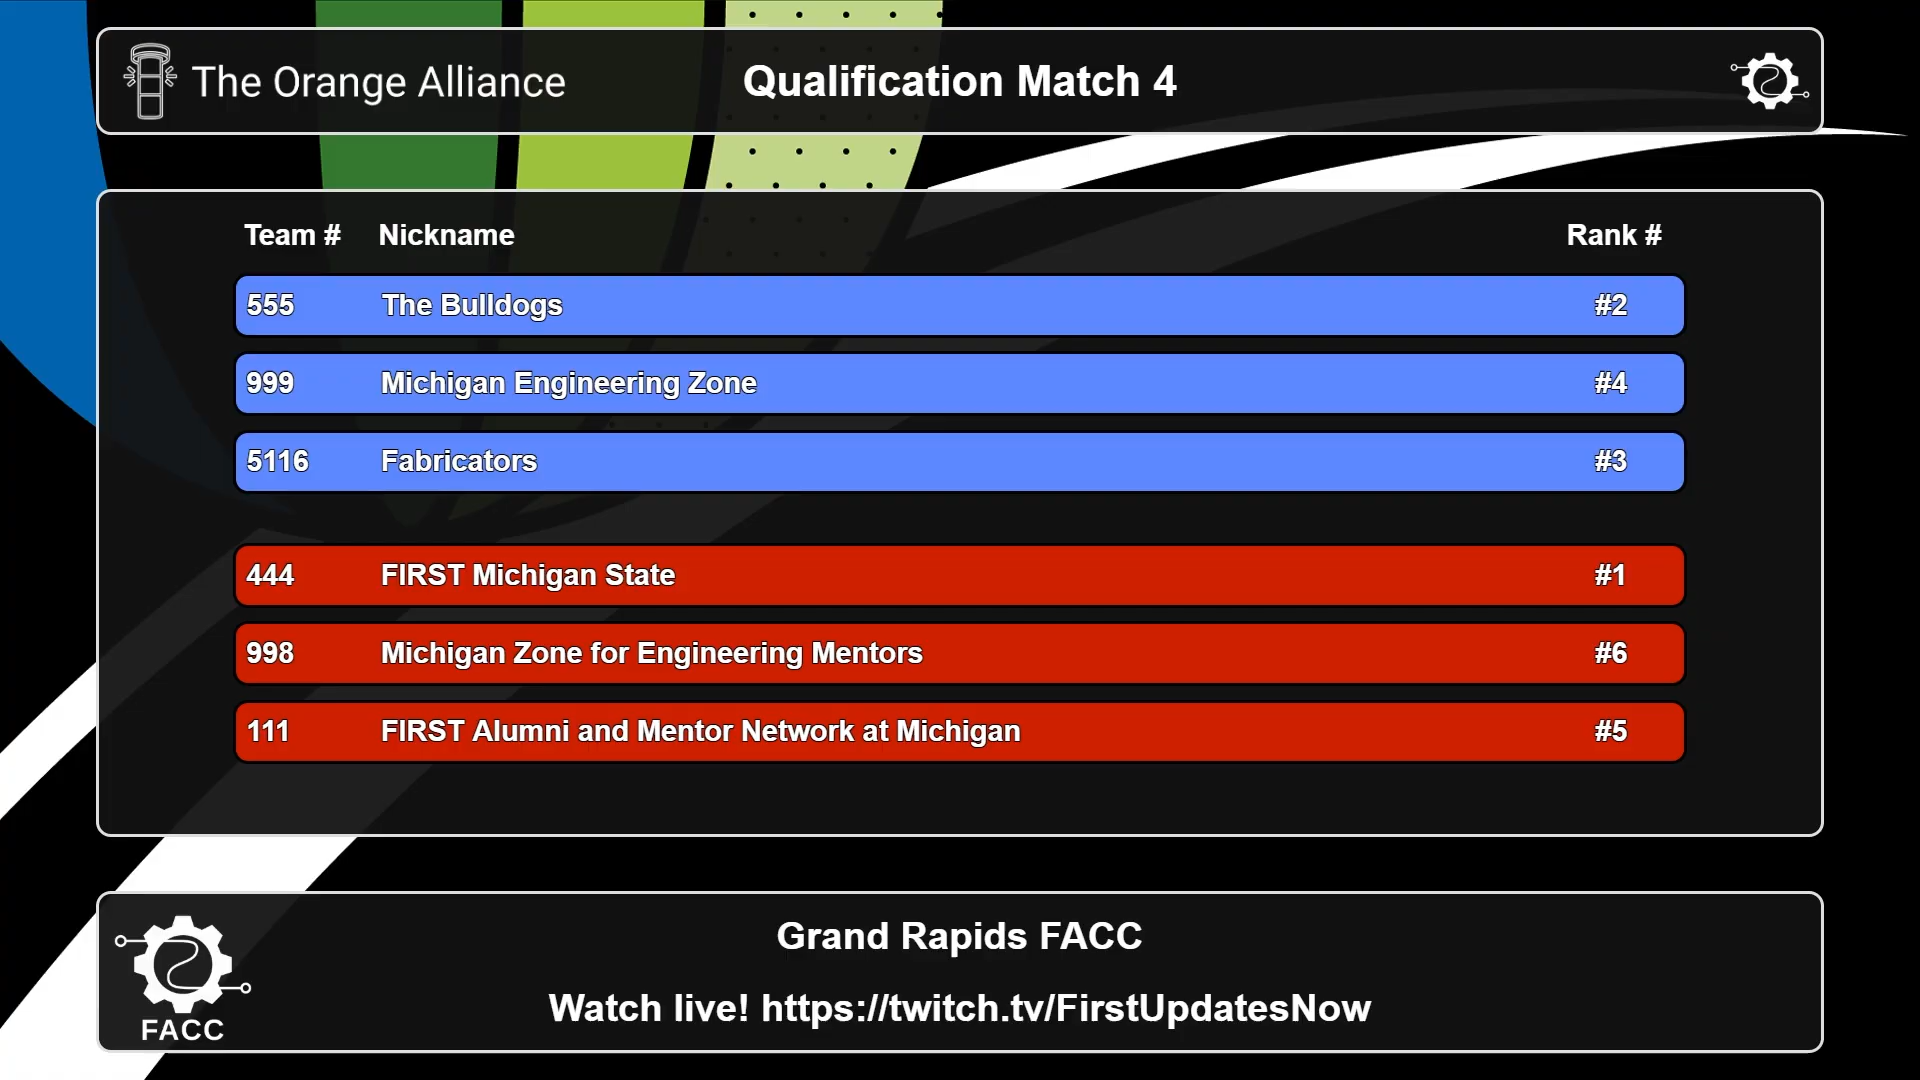 The Orange Alliance
Qualification Match 4
Team # Nickname Rank #
555 The Bulldogs #2
999 Michigan Engineering Zone #4
5116 Fabricators #3
444 FIRST Michigan State #1
998 Michigan Zone for Engineering Mentors #6
111 FIRST Alumni and Mentor Network at Michigan #5
Grand Rapids FACC
Watch live! https://twitch.tv/FirstUpdatesNow
FACC